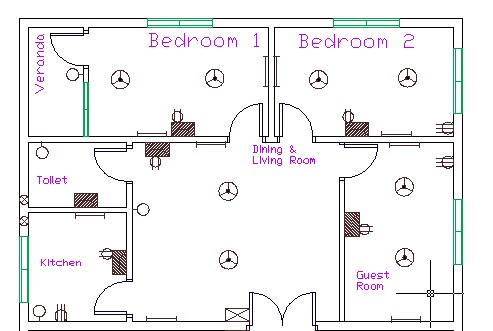 Veranda
Bedroom 1
Bedroom 2
Dining &
Living Room
Toilet
Kitchen
Guest
Room